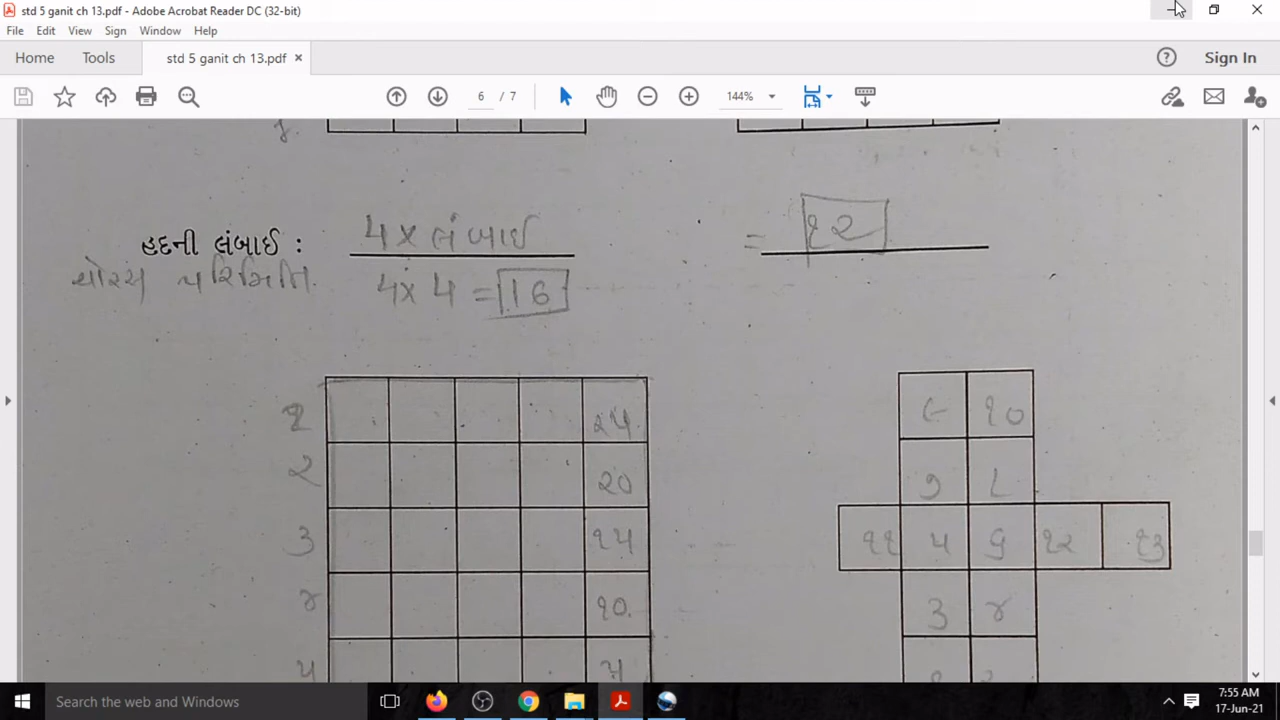 std 5 ganit ch 13.pdf - Adobe Acrobat Reader DC (32-bit)
File Edit View Sign Window Help
Home Tools std 5 ganit ch 13.pdf × Sign In
6 / 7 144%
હદની લંબાઈ : 4 x લંબાઈ = ૧૨
ચોરસ પરિમિતિ 4x 4 = 16
૧ ૨૫
૨ ૨૦
૩ ૧૫
૪ ૧૦
૫ ૫
૯ ૧૦
૭ ૮
૧૧ ૫ ૬ ૧૨ ૧૩
૩ ૪
Search the web and Windows
7:55 AM
17-Jun-21